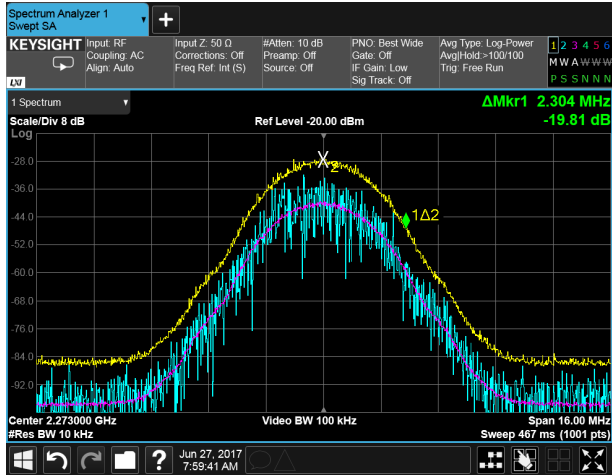 Spectrum Analyzer 1
Swept SA
KEYSIGHT
LXI
Input: RF
Coupling: AC
Align: Auto
Input Z: 50 Ω
Corrections: Off
Freq Ref: Int (S)
#Atten: 10 dB
Preamp: Off
Source: Off
PNO: Best Wide
Gate: Off
IF Gain: Low
Sig Track: Off
Avg Type: Log-Power
Avg|Hold:>100/100
Trig: Free Run
1 2 3 4 5 6
M W A W W W
P S S N N N
1 Spectrum
ΔMkr1 2.304 MHz
-19.81 dB
Scale/Div 8 dB
Ref Level -20.00 dBm
Log
-28.0
-36.0
-44.0
-52.0
-60.0
-68.0
-76.0
-84.0
-92.0
X2
1Δ2
Center 2.273000 GHz
Video BW 100 kHz
Span 16.00 MHz
#Res BW 10 kHz
Sweep 467 ms (1001 pts)
?
Jun 27, 2017
7:59:41 AM